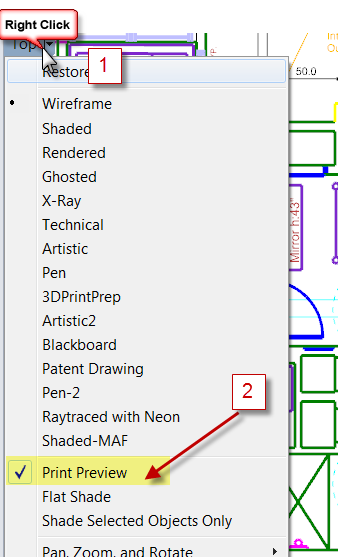 Right Click
Top
Restore
1
50.0
Wireframe
Shaded
Rendered
Ghosted
X-Ray
Technical
Artistic
Pen
3DPrintPrep
Artistic2
Blackboard
Patent Drawing
Pen-2
Raytraced with Neon
Shaded-MAF
2
Print Preview
Flat Shade
Shade Selected Objects Only
Pan, Zoom, and Rotate
Mirror h:43"